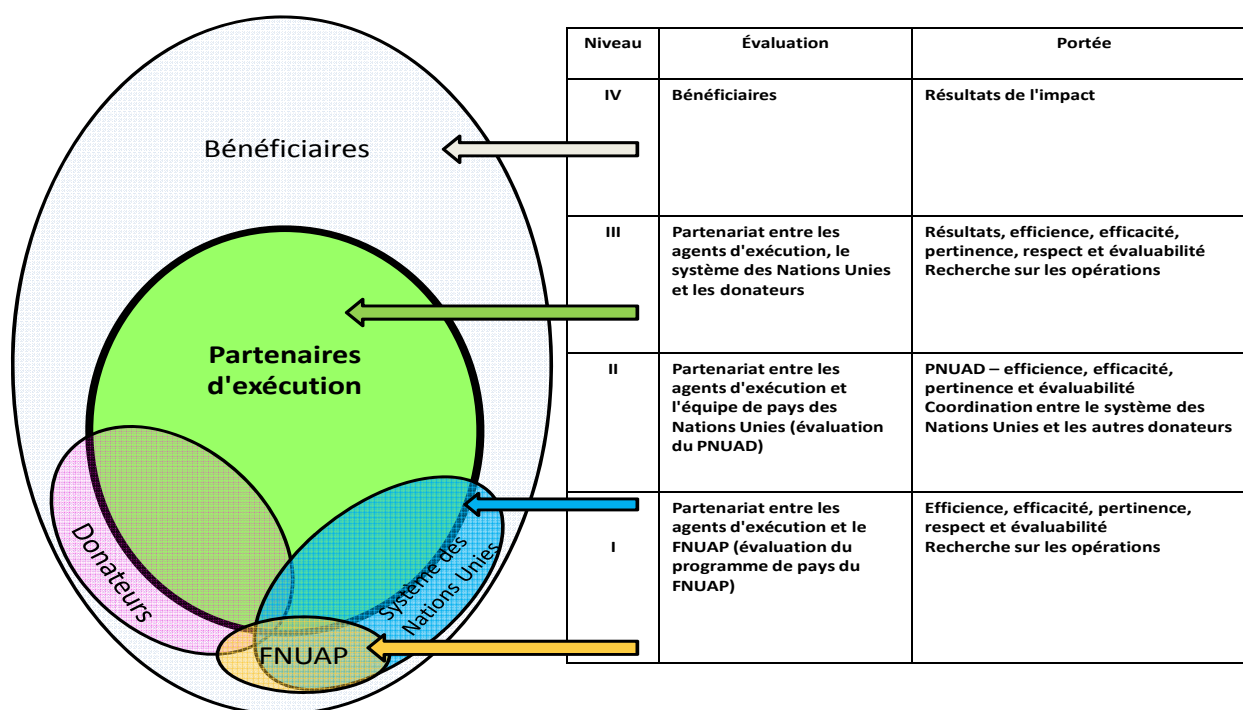 Bénéficiaires
Partenaires
d'exécution
Donateurs
Système des
Nations Unies
FNUAP
Niveau Évaluation Portée
IV Bénéficiaires Résultats de l'impact
III Partenariat entre les Résultats, efficience, efficacité,
agents d'exécution, le pertinence, respect et évaluabilité
système des Nations Unies Recherche sur les opérations
et les donateurs
II Partenariat entre les PNUAD – efficience, efficacité,
agents d'exécution et pertinence et évaluabilité
l'équipe de pays des Coordination entre le système des
Nations Unies (évaluation Nations Unies et les autres donateurs
du PNUAD)
Partenariat entre les Efficience, efficacité, pertinence,
agents d'exécution et le respect et évaluabilité
I FNUAP (évaluation du Recherche sur les opérations
programme de pays du
FNUAP)